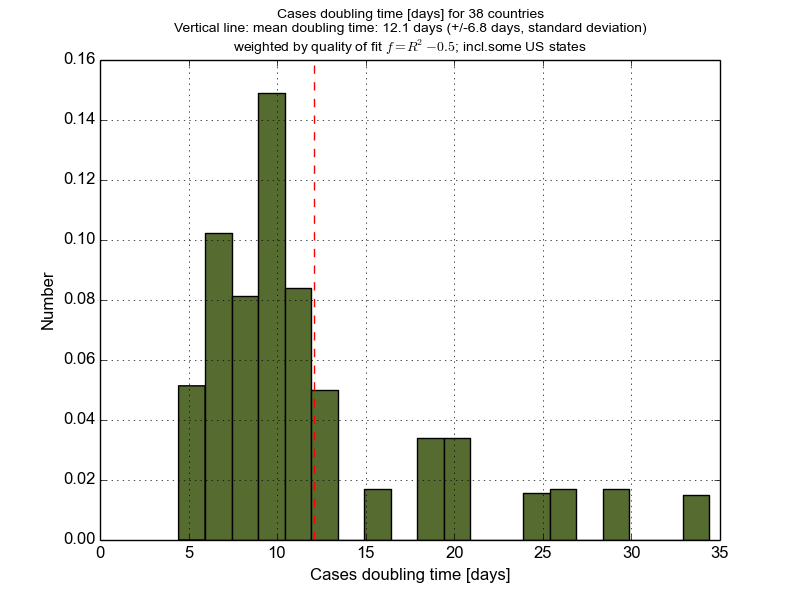 Cases doubling time [days] for 38 countries
Vertical line: mean doubling time: 12.1 days (+/-6.8 days, standard deviation)
weighted by quality of fit f = R² − 0.5; incl.some US states
0.16
0.14
0.12
0.10
0.08
0.06
0.04
0.02
0.00
Number
0 5 10 15 20 25 30 35
Cases doubling time [days]